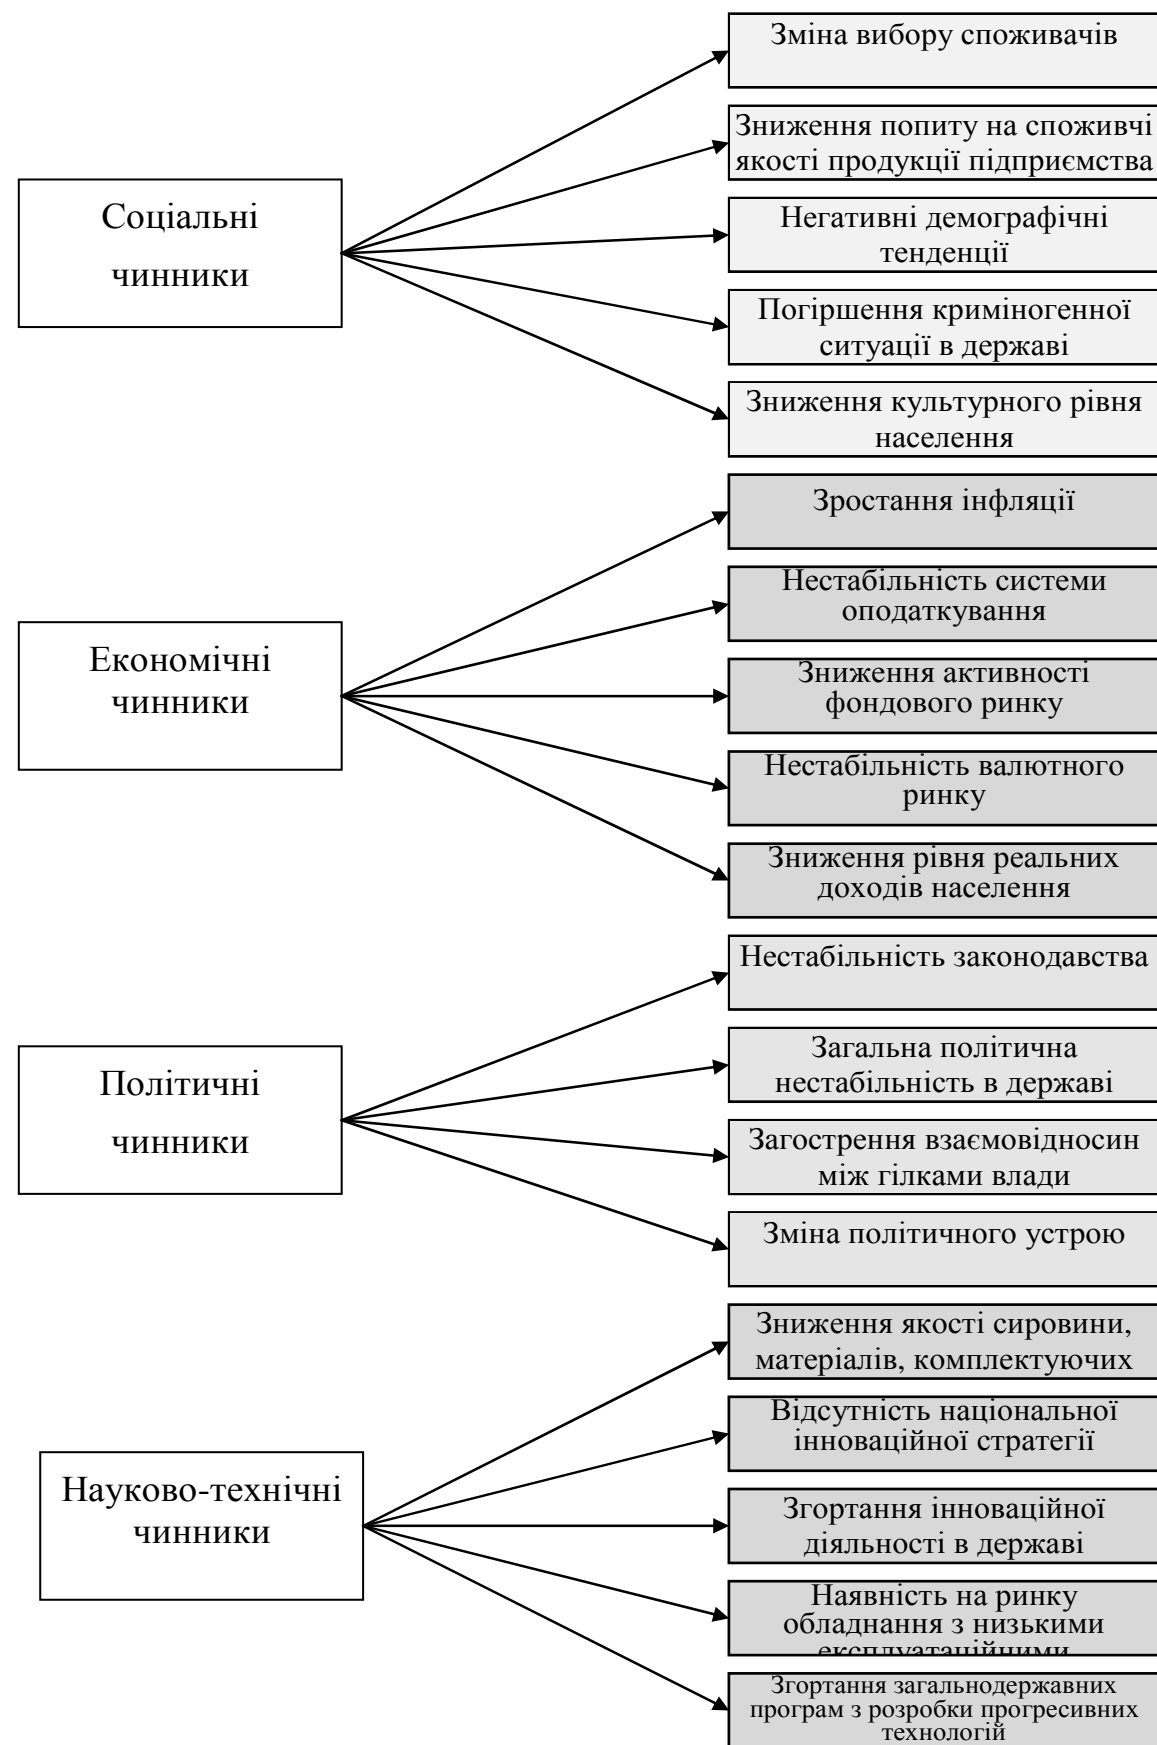 Соціальні
чинники
Зміна вибору споживачів
Зниження попиту на споживчі
якості продукції підприємства
Негативні демографічні
тенденції
Погіршення криміногенної
ситуації в державі
Зниження культурного рівня
населення
Економічні
чинники
Зростання інфляції
Нестабільність системи
оподаткування
Зниження активності
фондового ринку
Нестабільність валютного
ринку
Зниження рівня реальних
доходів населення
Політичні
чинники
Нестабільність законодавства
Загальна політична
нестабільність в державі
Загострення взаємовідносин
між гілками влади
Зміна політичного устрою
Науково-технічні
чинники
Зниження якості сировини,
матеріалів, комплектуючих
Відсутність національної
інноваційної стратегії
Згортання інноваційної
діяльності в державі
Наявність на ринку
обладнання з низькими
експлуатаційними
Згортання загальнодержавних
програм з розробки прогресивних
технологій